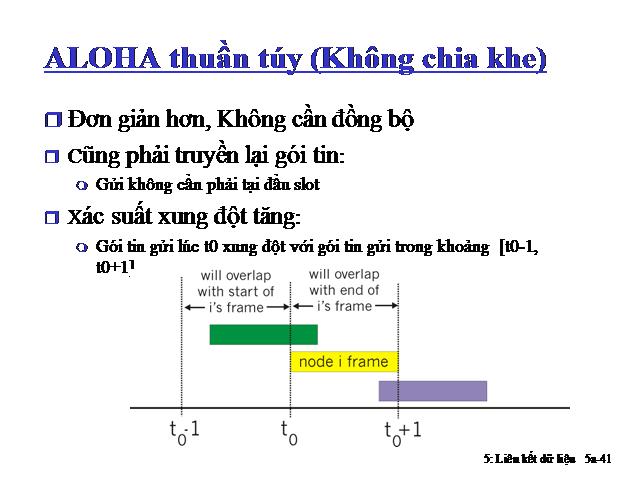 ALOHA thuần túy (Không chia khe)
Đơn giản hơn, Không cần đồng bộ
Cũng phải truyền lại gói tin:
Gửi không cần phải tại đầu slot
Xác suất xung đột tăng:
Gói tin gửi lúc t0 xung đột với gói tin gửi trong khoảng [t0-1,
t0+1]
will overlap
with start of
i's frame
will overlap
with end of
i's frame
node i frame
t0-1
t0
t0+1
5: Liên kết dữ liệu 5a-41